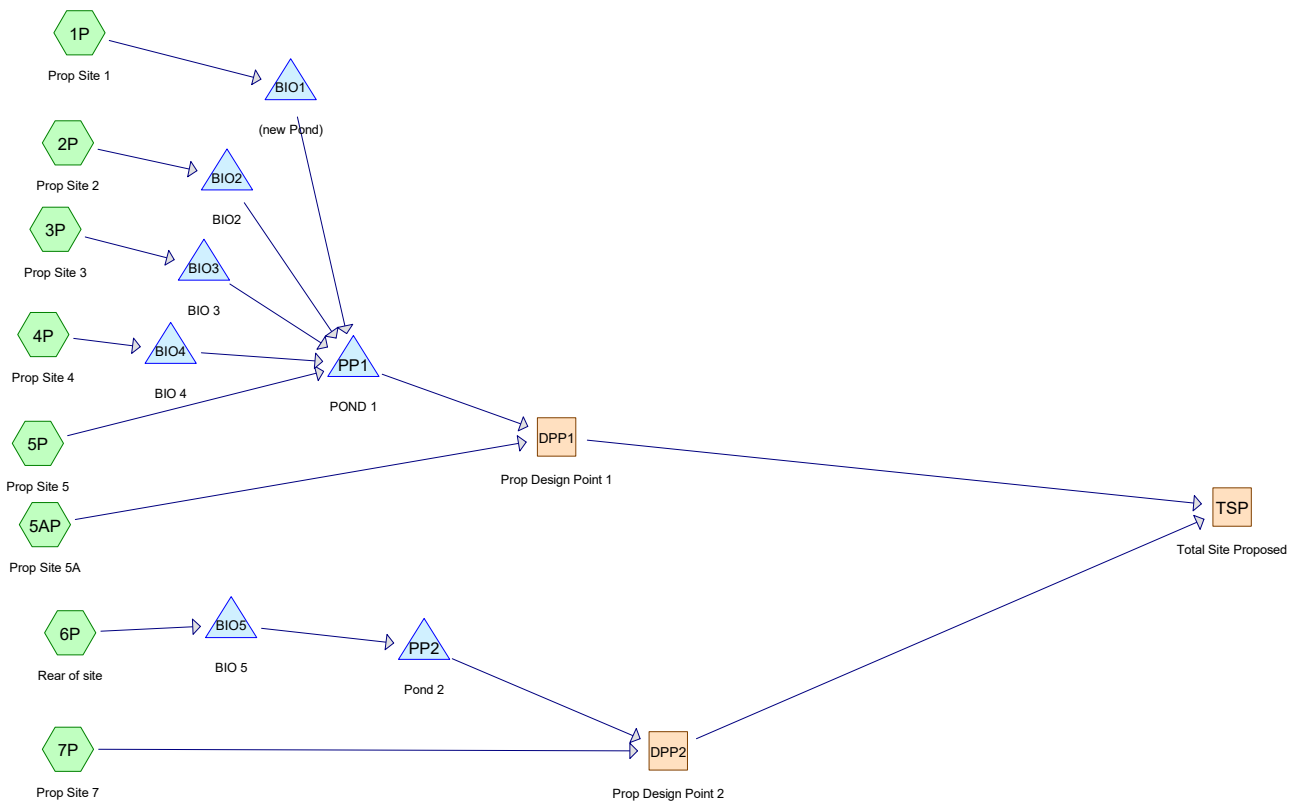 1P
Prop Site 1
BIO1
(new Pond)
2P
Prop Site 2
BIO2
BIO2
3P
Prop Site 3
BIO3
BIO 3
4P
Prop Site 4
BIO4
BIO 4
PP1
POND 1
5P
Prop Site 5
DPP1
Prop Design Point 1
5AP
Prop Site 5A
TSP
Total Site Proposed
6P
Rear of site
BIO5
BIO 5
PP2
Pond 2
7P
Prop Site 7
DPP2
Prop Design Point 2